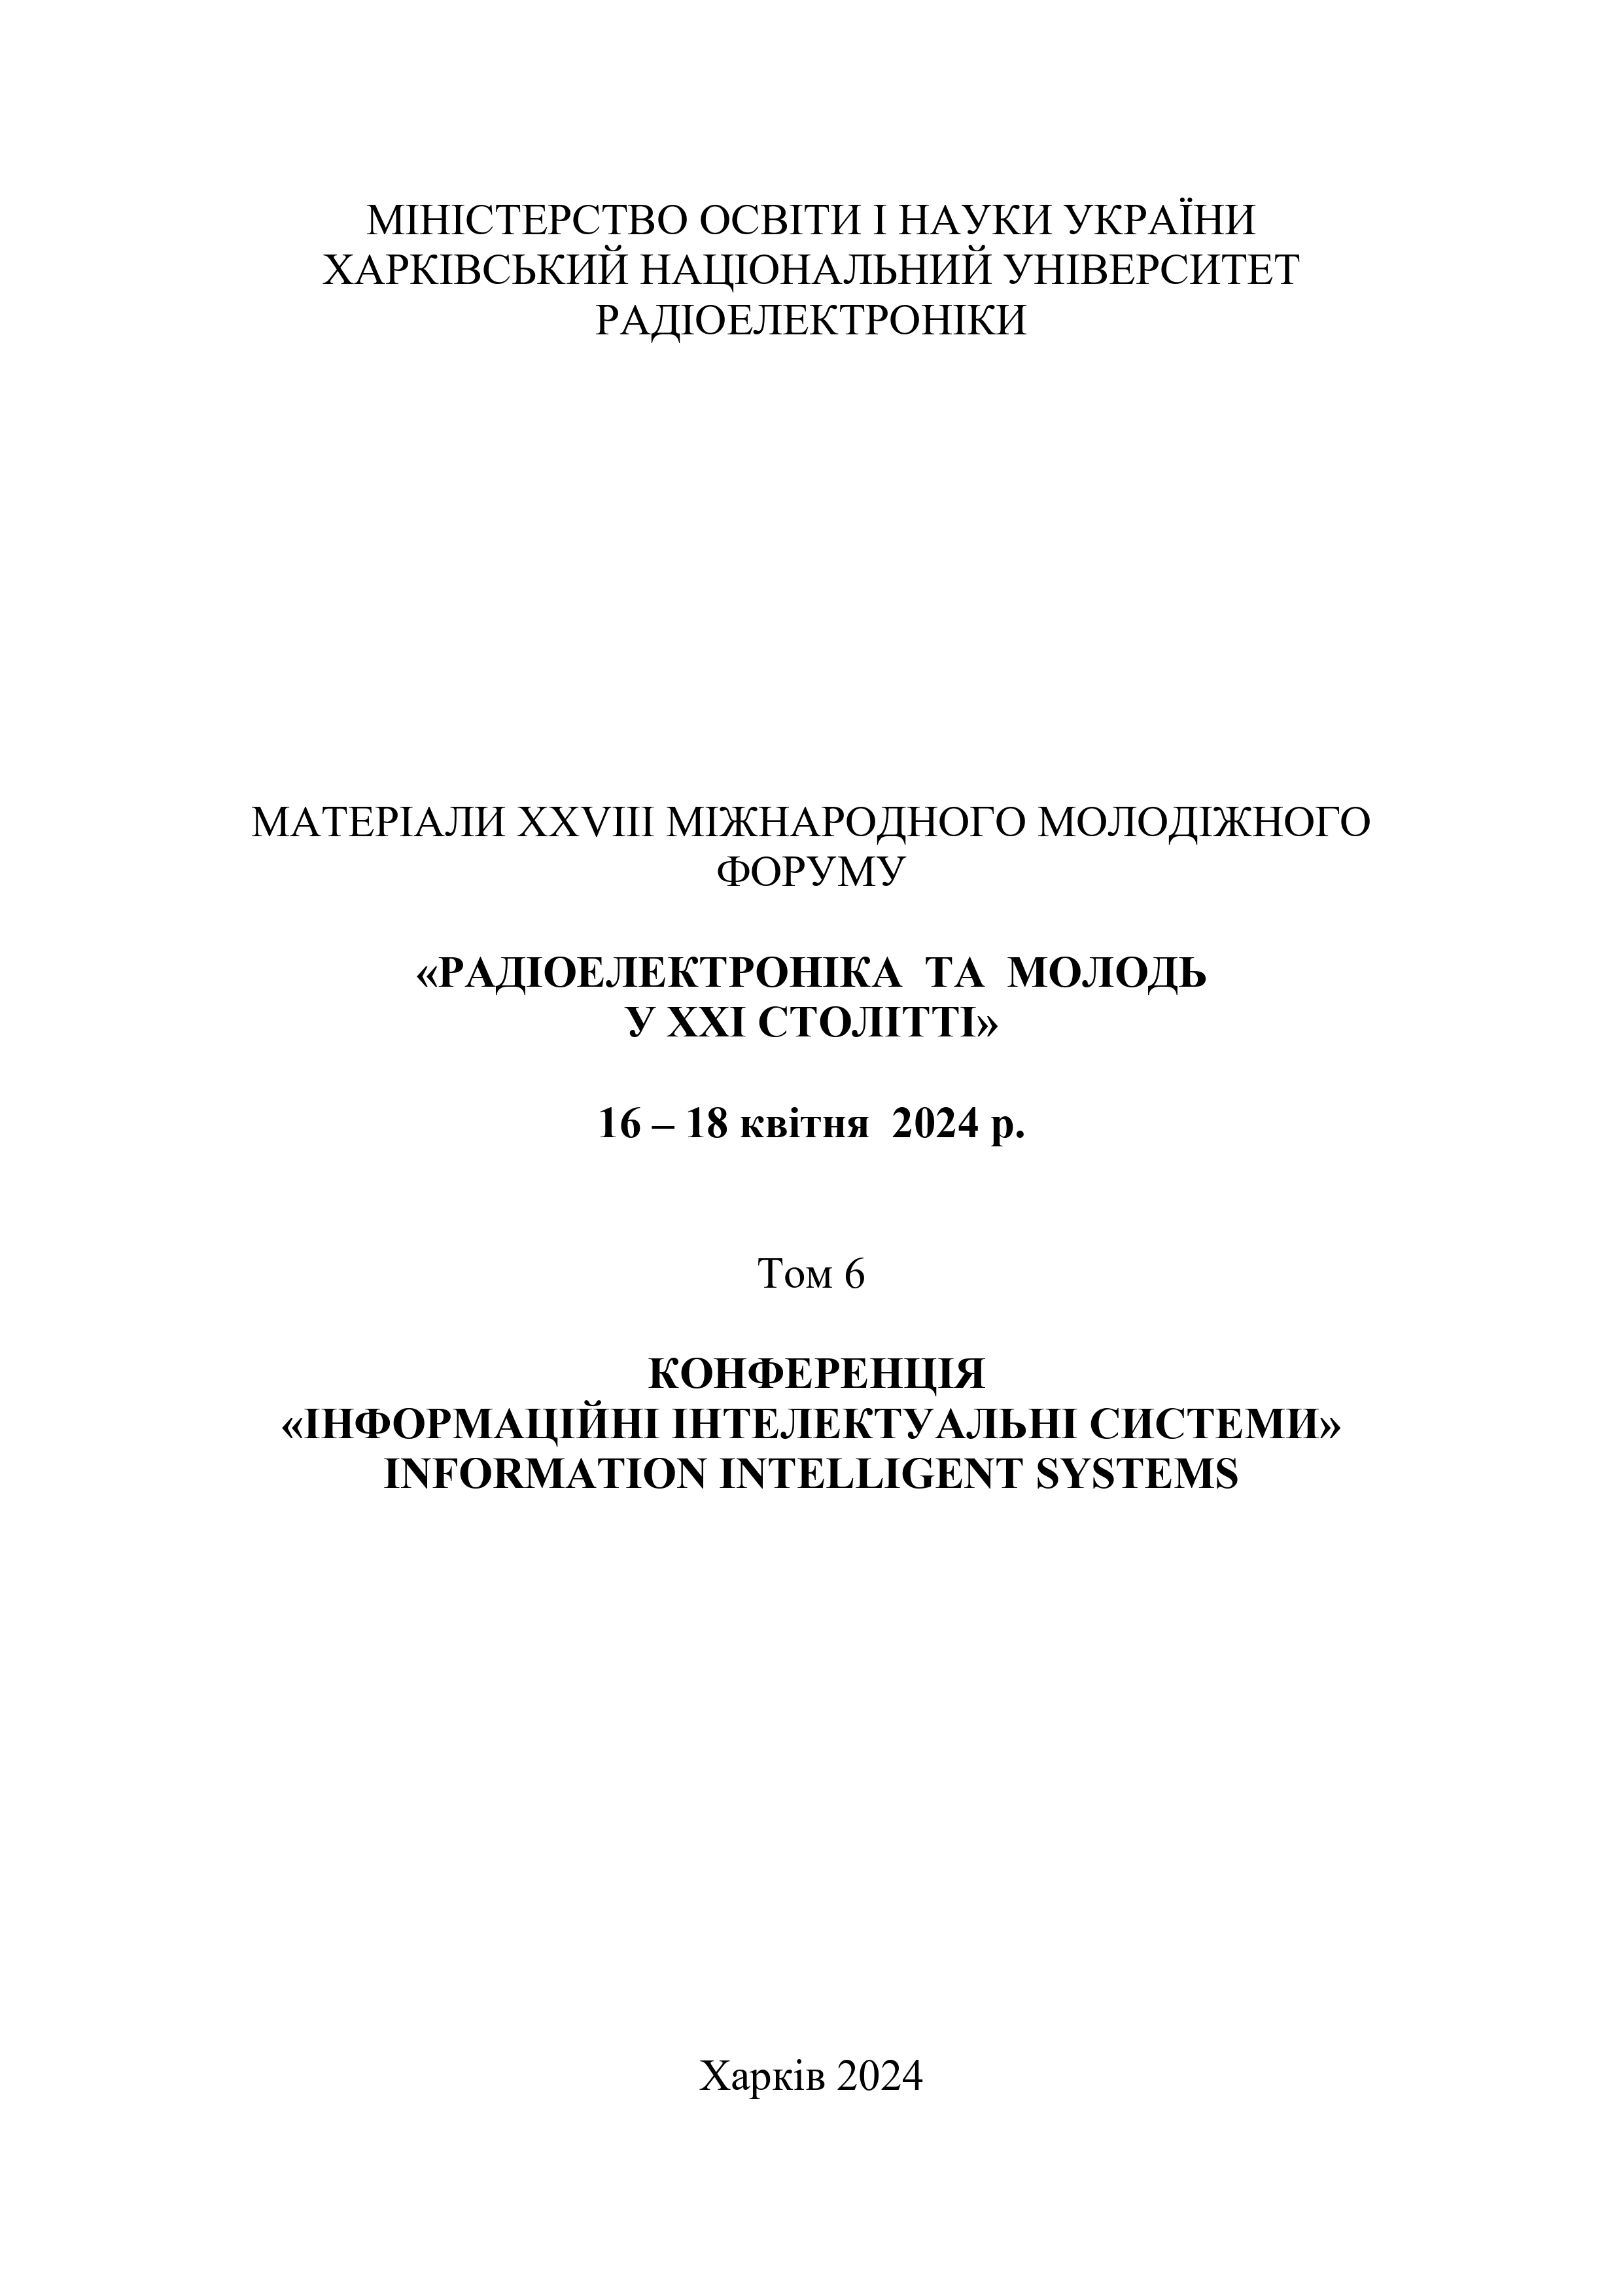 МІНІСТЕРСТВО ОСВІТИ І НАУКИ УКРАЇНИ
ХАРКІВСЬКИЙ НАЦІОНАЛЬНИЙ УНІВЕРСИТЕТ
РАДІОЕЛЕКТРОНІКИ
МАТЕРІАЛИ XXVIII МІЖНАРОДНОГО МОЛОДІЖНОГО
ФОРУМУ
«РАДІОЕЛЕКТРОНІКА ТА МОЛОДЬ
У XXI СТОЛІТТІ»
16 – 18 квітня 2024 р.
Том 6
КОНФЕРЕНЦІЯ
«ІНФОРМАЦІЙНІ ІНТЕЛЕКТУАЛЬНІ СИСТЕМИ»
INFORMATION INTELLIGENT SYSTEMS
Харків 2024